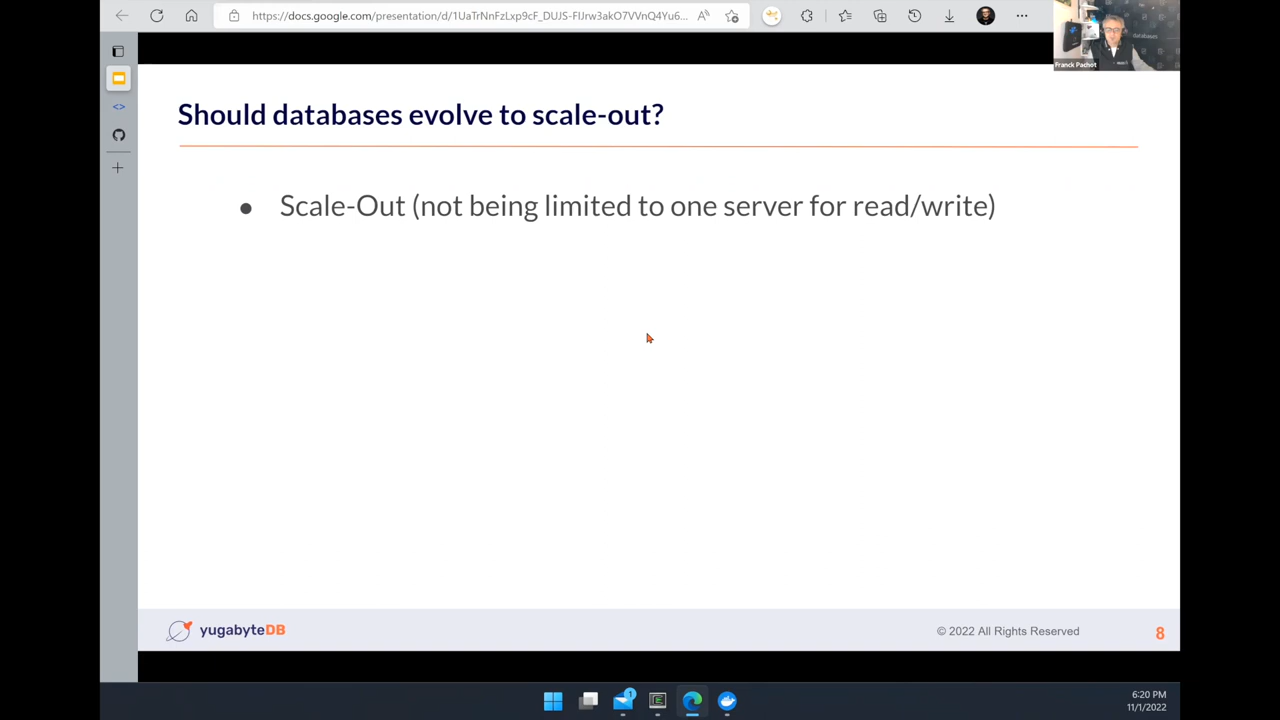 https://docs.google.com/presentation/d/1UaTrNnFzLxp9cF_DUJS-FIJrw3akO7VVnQ4Yu6...
databases
Franck Pachot
Should databases evolve to scale-out?
● Scale-Out (not being limited to one server for read/write)
yugabyteDB
© 2022 All Rights Reserved
8
1
6:20 PM
11/1/2022